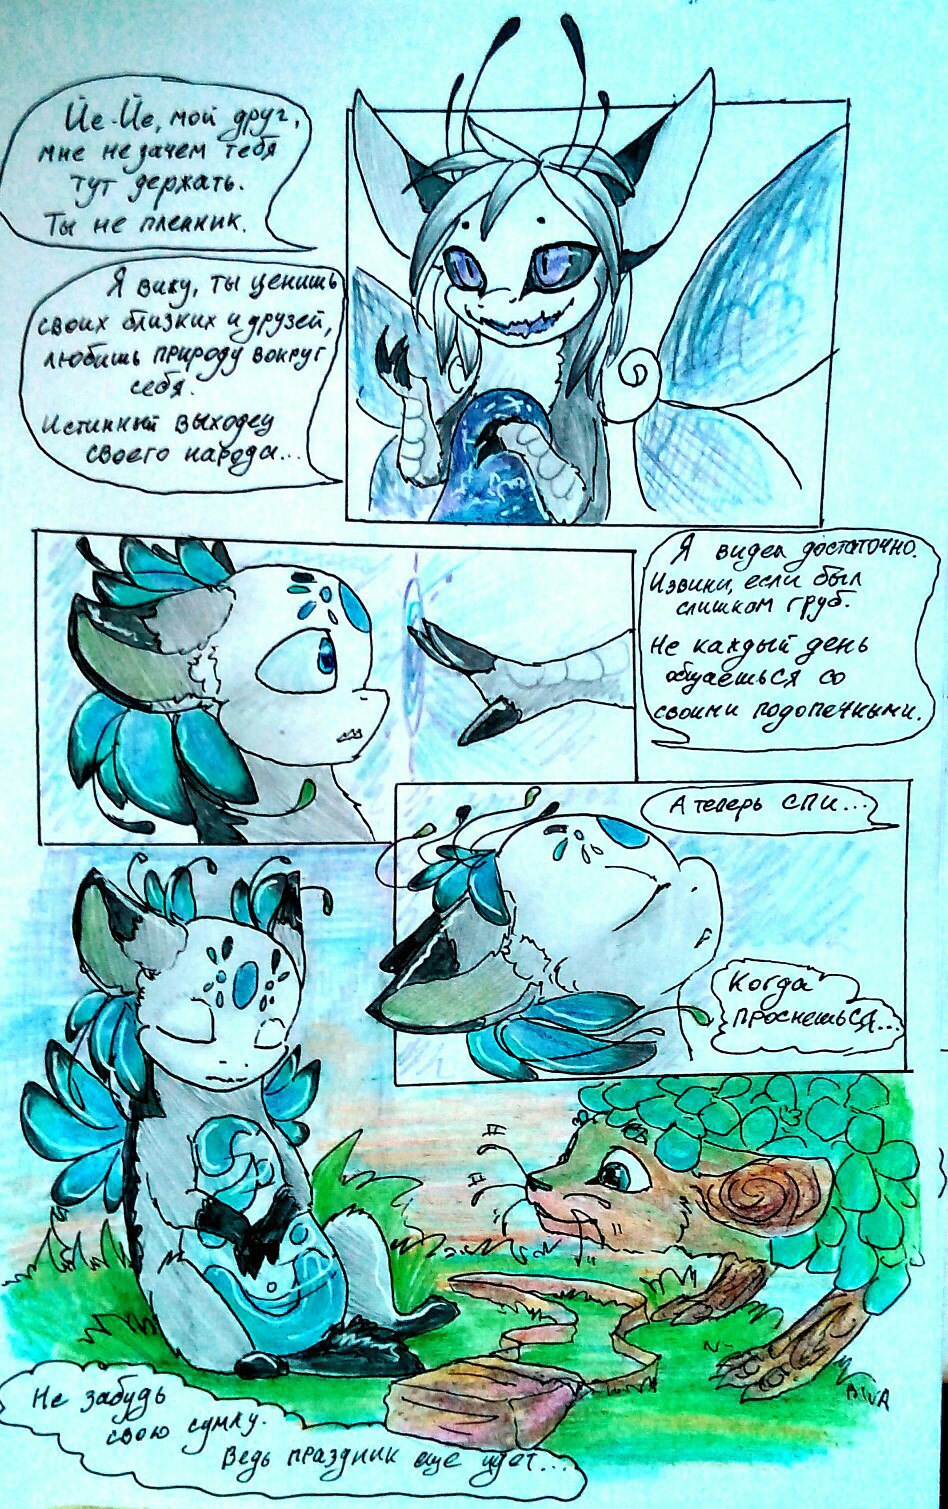 Йе-Йе, мой друг,
мне незачем тебя
тут держать.
Ты не пленник.
Я вижу, ты ценишь
своих близких и друзей,
любишь природу вокруг
себя.
Истинный выходец
своего народа...
Я видел достаточно.
Извини, если был
слишком груб.
Не каждый день
общаешься со
своими подопечными.
А теперь спи...
Когда
проснешься...
Не забудь
свою сумку.
Ведь праздник еще идет...